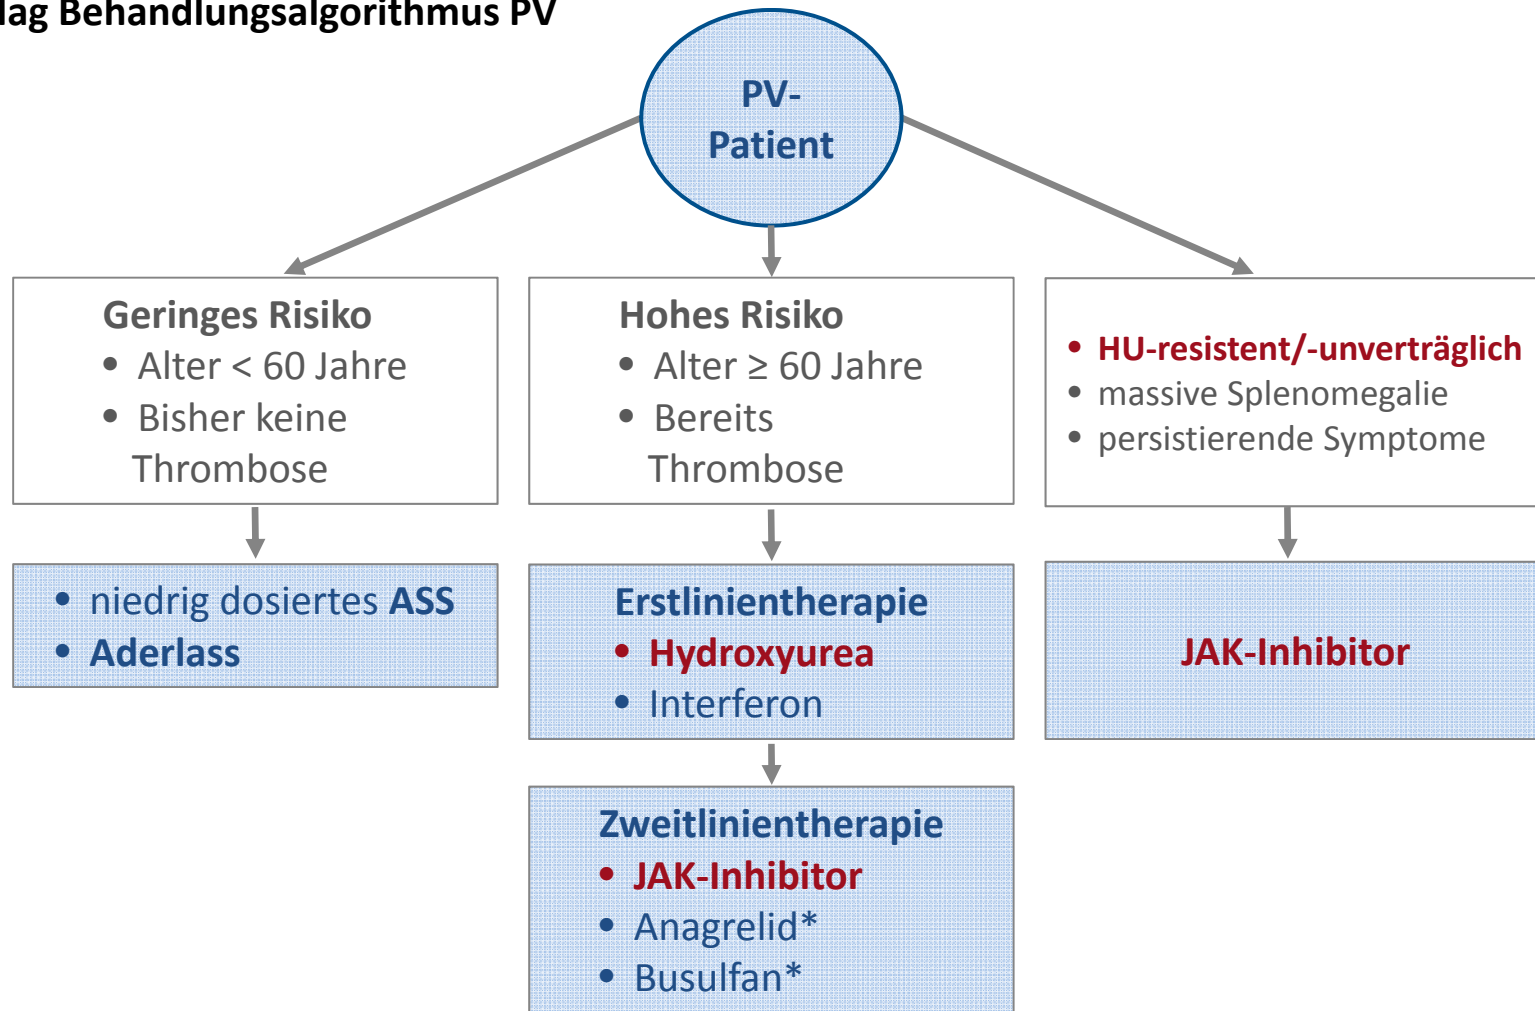 lag Behandlungsalgorithmus PV
PV-
Patient
Geringes Risiko
• Alter < 60 Jahre
• Bisher keine
Thrombose
Hohes Risiko
• Alter ≥ 60 Jahre
• Bereits
Thrombose
• HU-resistent/-unverträglich
• massive Splenomegalie
• persistierende Symptome
• niedrig dosiertes ASS
• Aderlass
Erstlinientherapie
• Hydroxyurea
• Interferon
JAK-Inhibitor
Zweitlinientherapie
• JAK-Inhibitor
• Anagrelid*
• Busulfan*